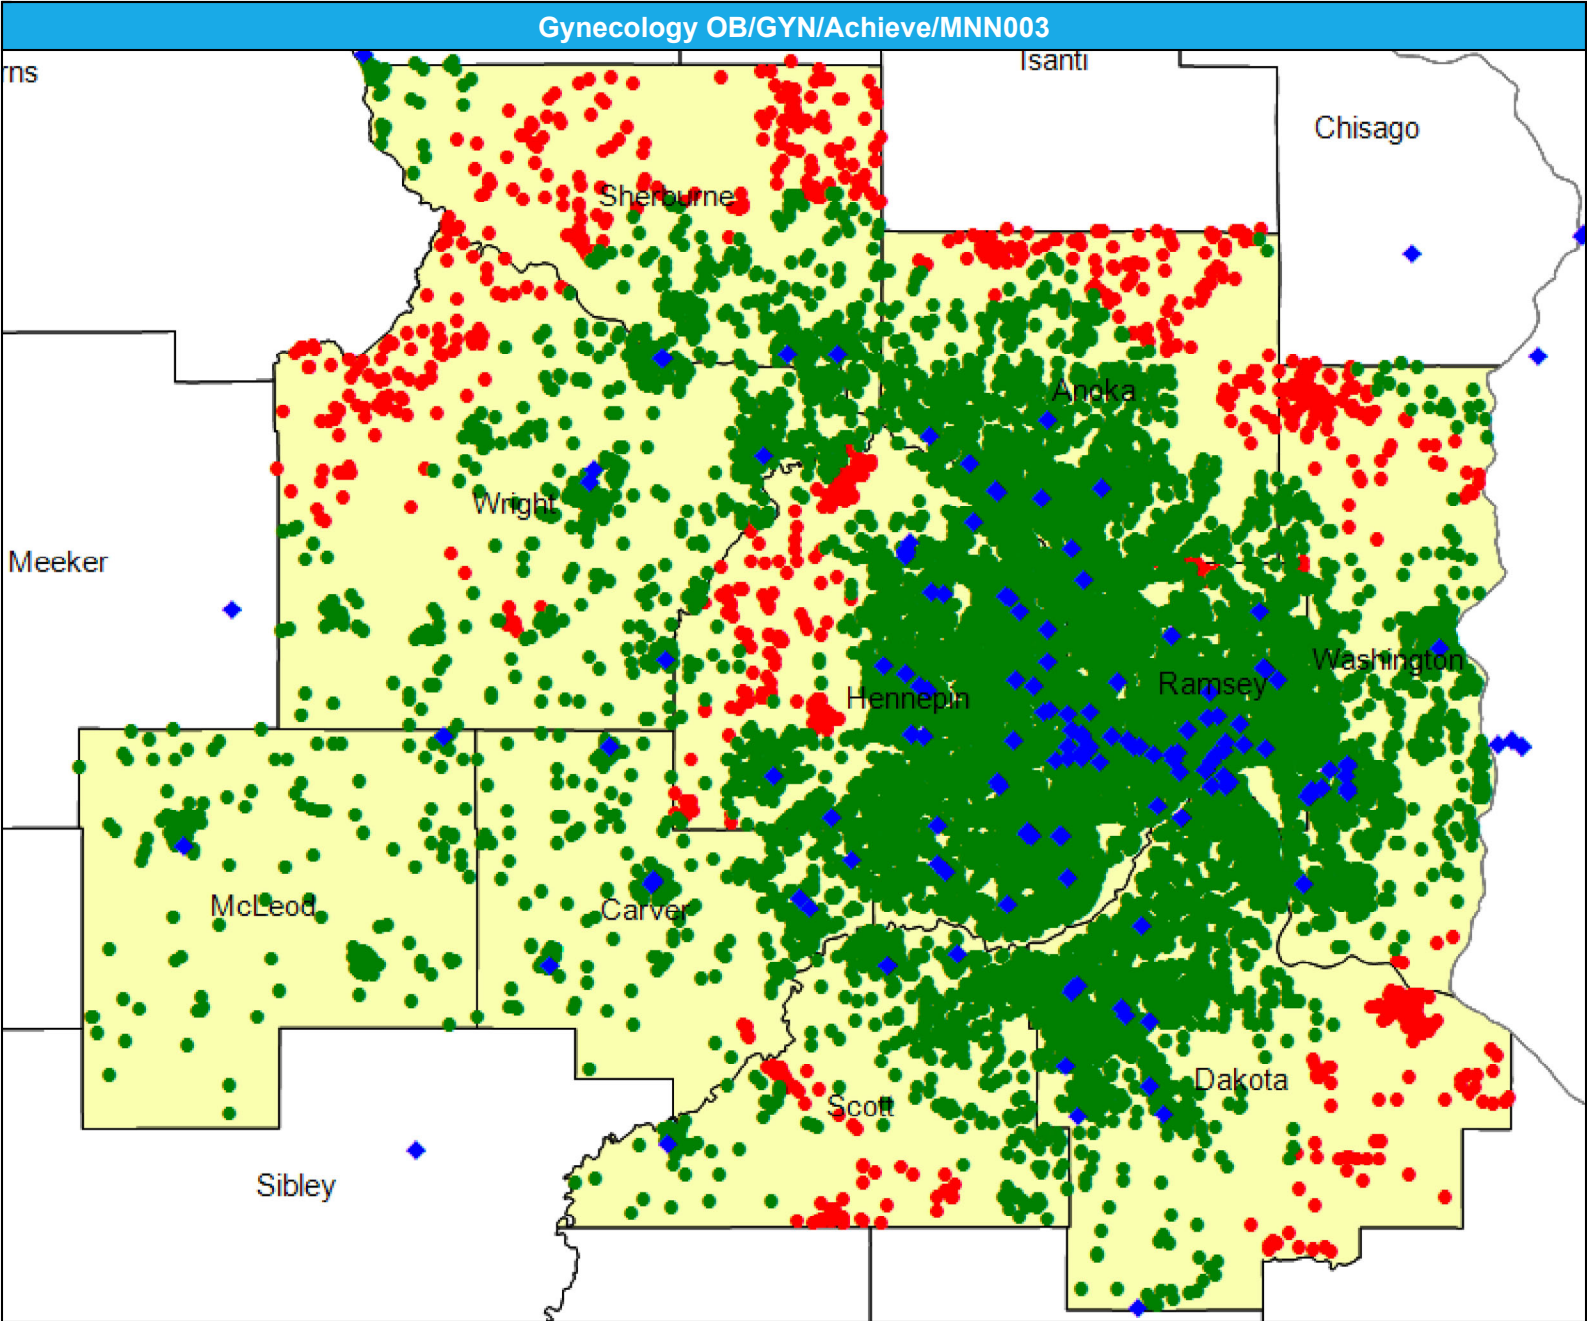 Gynecology OB/GYN/Achieve/MNN003
rns
Isanti
Chisago
Sherburne
Anoka
Wright
Meeker
Washington
Ramsey
Hennepin
McLeod
Carver
Dakota
Scott
Sibley